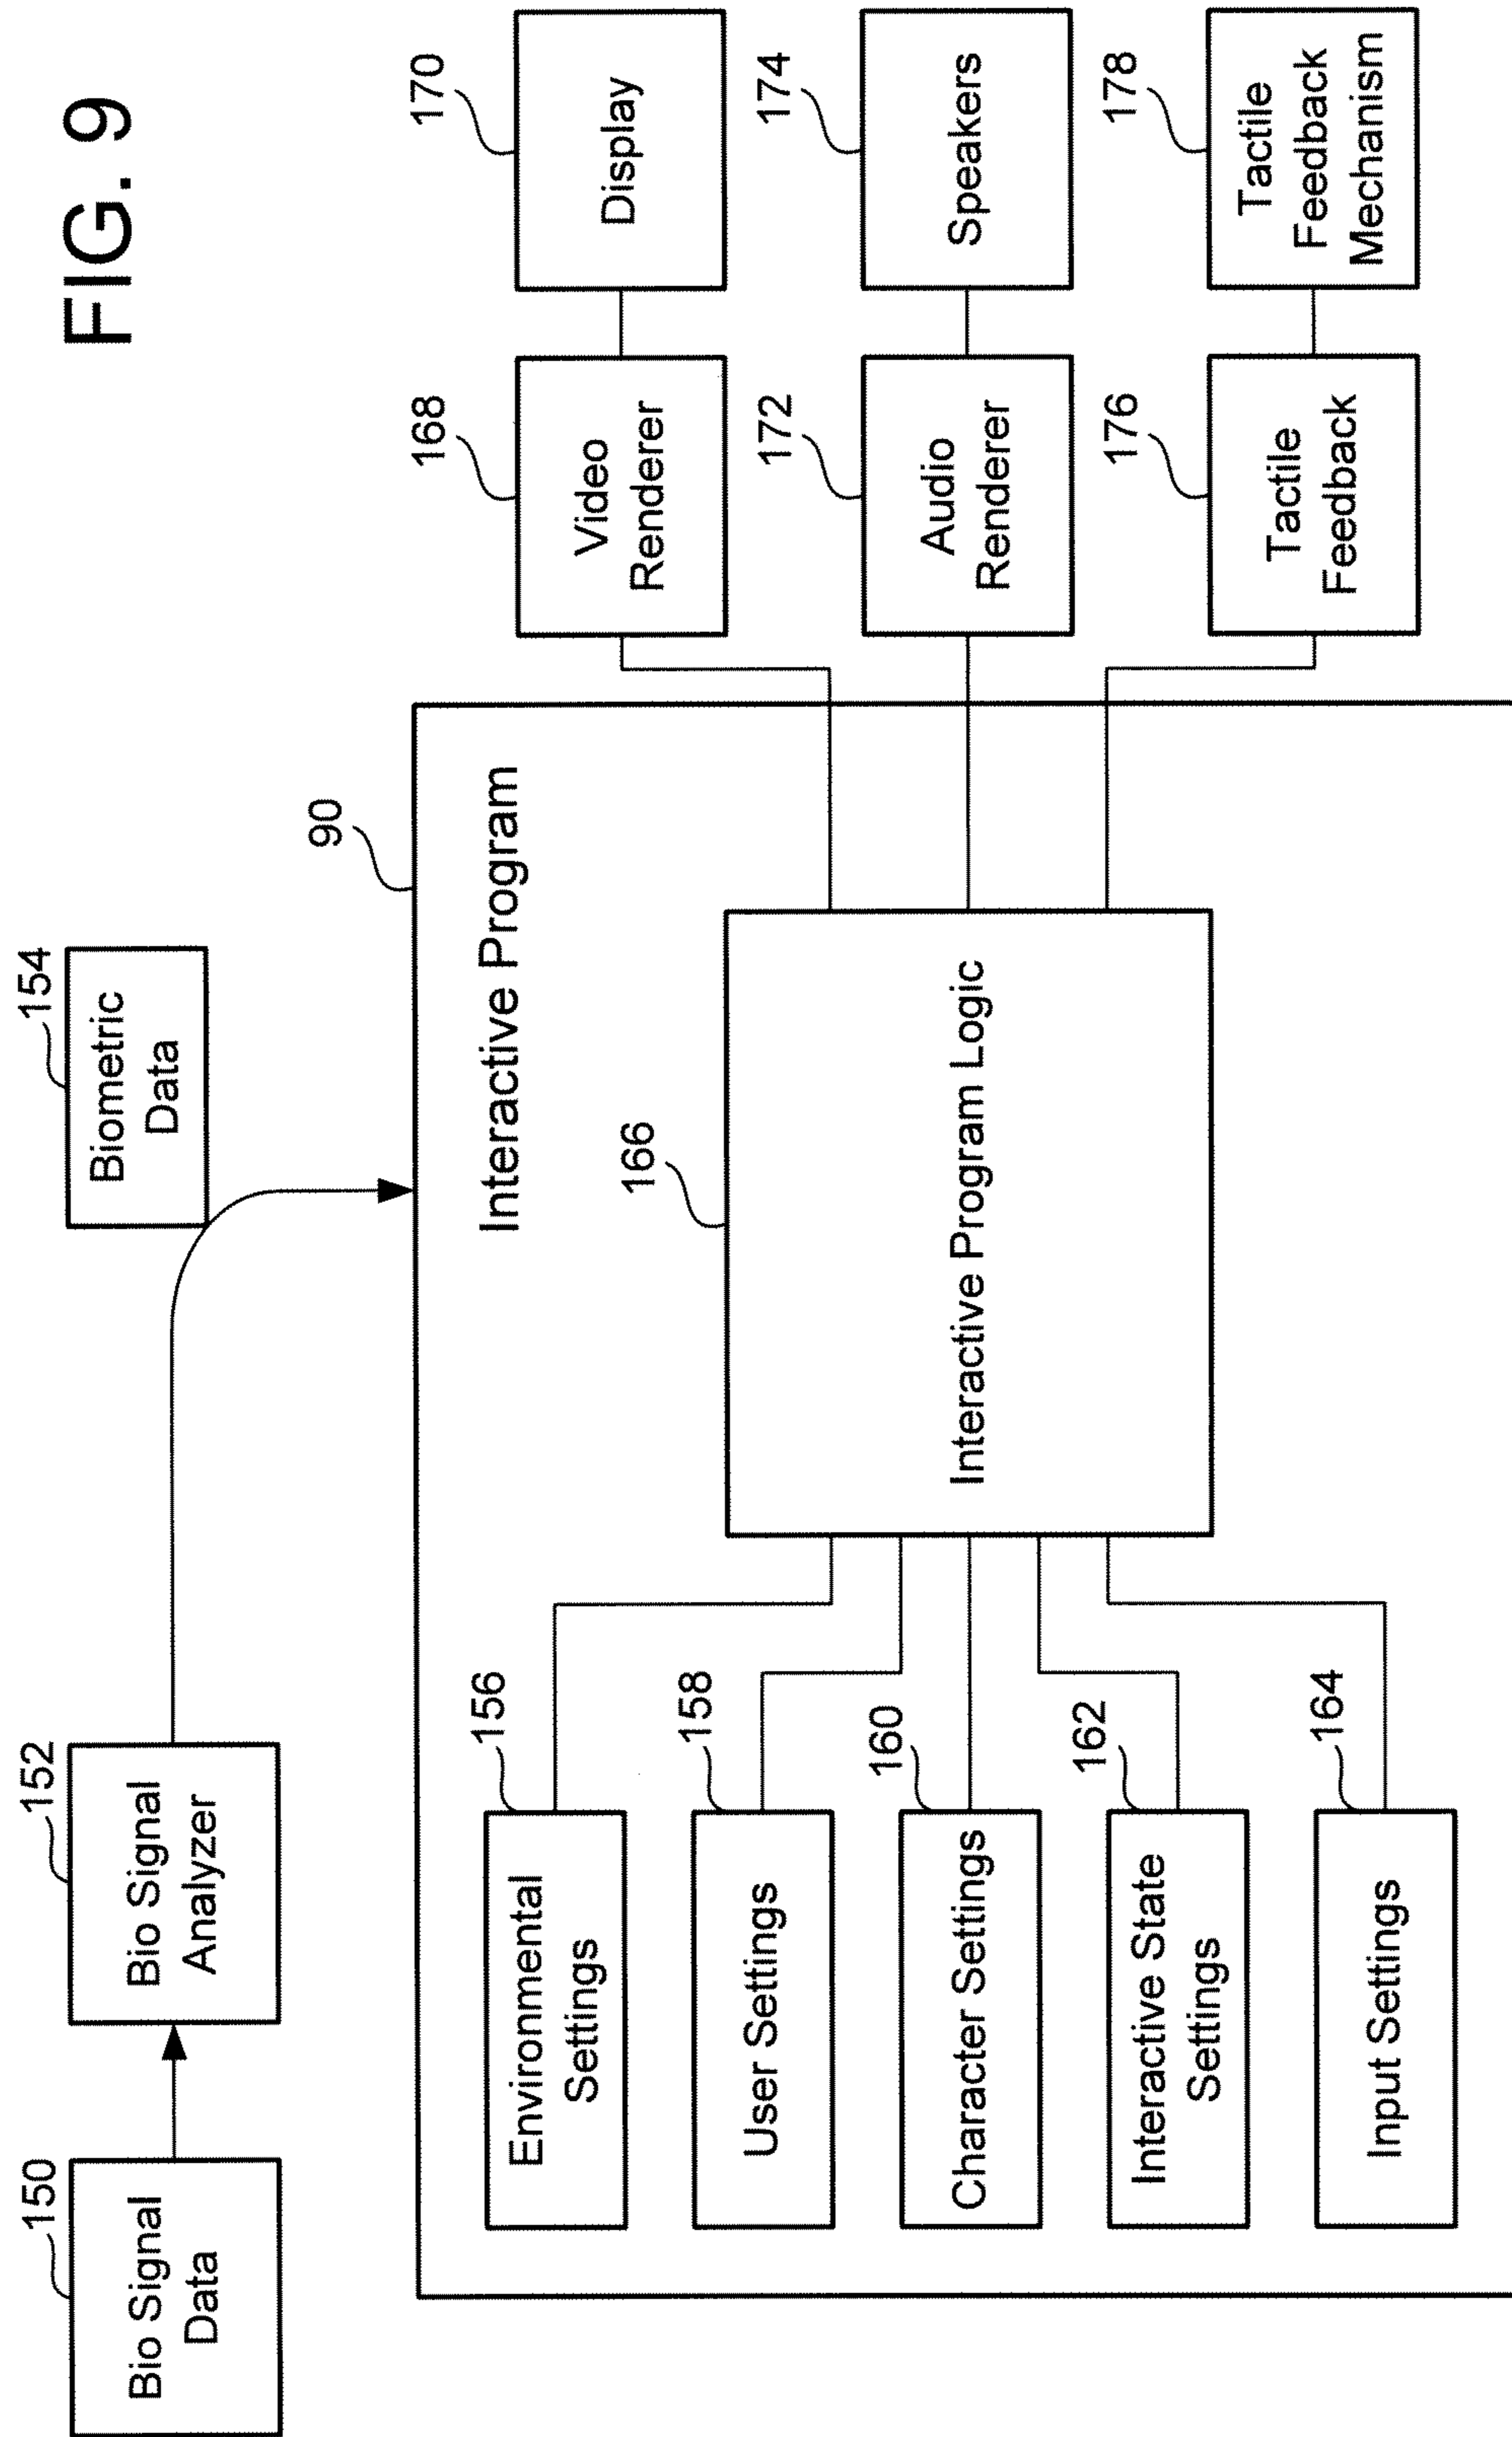 FIG. 9
150
Bio Signal
Data
152
Bio Signal
Analyzer
154
Biometric
Data
90
Interactive Program
156
Environmental
Settings
158
User Settings
160
Character Settings
162
Interactive State
Settings
164
Input Settings
166
Interactive Program Logic
168
Video
Renderer
170
Display
172
Audio
Renderer
174
Speakers
176
Tactile
Feedback
178
Tactile
Feedback
Mechanism